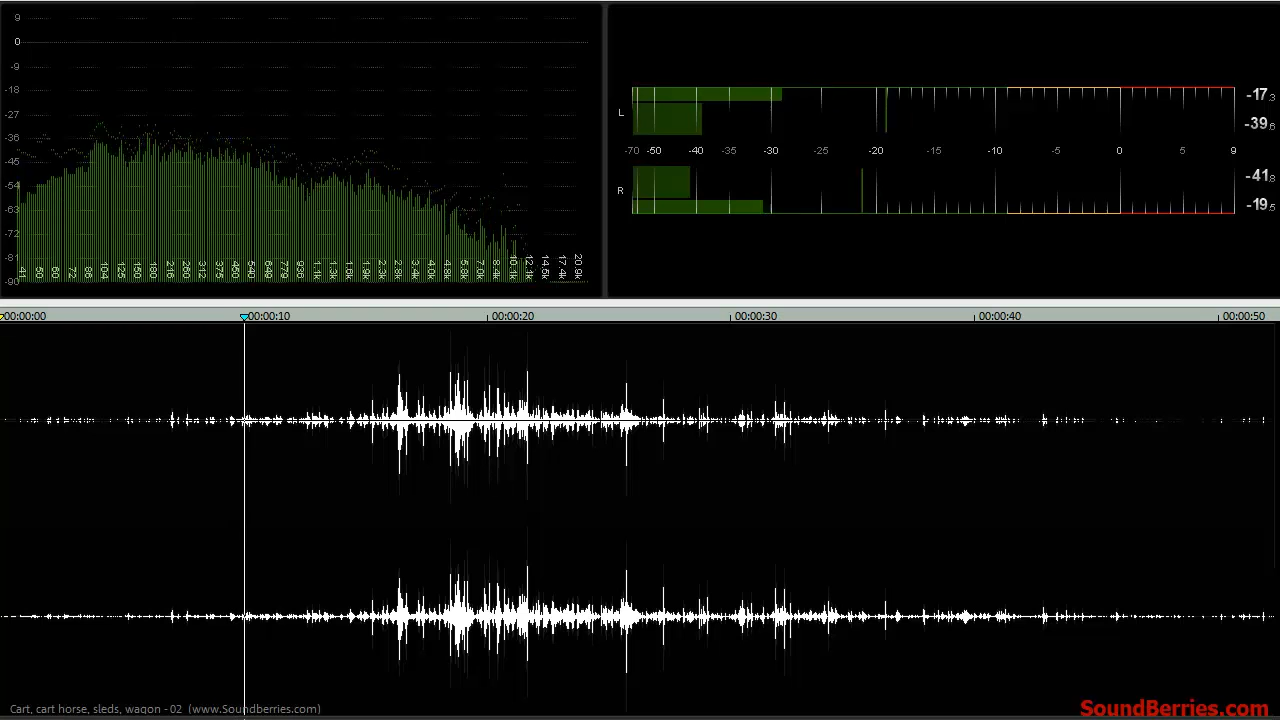 9
0
-9
-18
-27
-36
-45
-54
-63
-72
-90
41 50 60 72 86 104 125 150 180 216 260 312 375 450 540 649 779 930 1.1k 1.3k 1.6k 1.9k 2.3k 2.8k 3.4k 4.0k 4.8k 5.8k 7.0k 8.4k 10.1k 12.1k 14.5k 17.4k 20.9k
L
-17.3
-39.6
-70 -50 -40 -35 -30 -25 -20 -15 -10 -5 0 5 9
R
-41.8
-19.5
00:00:00 00:00:10 00:00:20 00:00:30 00:00:40 00:00:50
Cart, cart horse, sleds, wagon - 02 (www.Soundberries.com)
SoundBerries.com